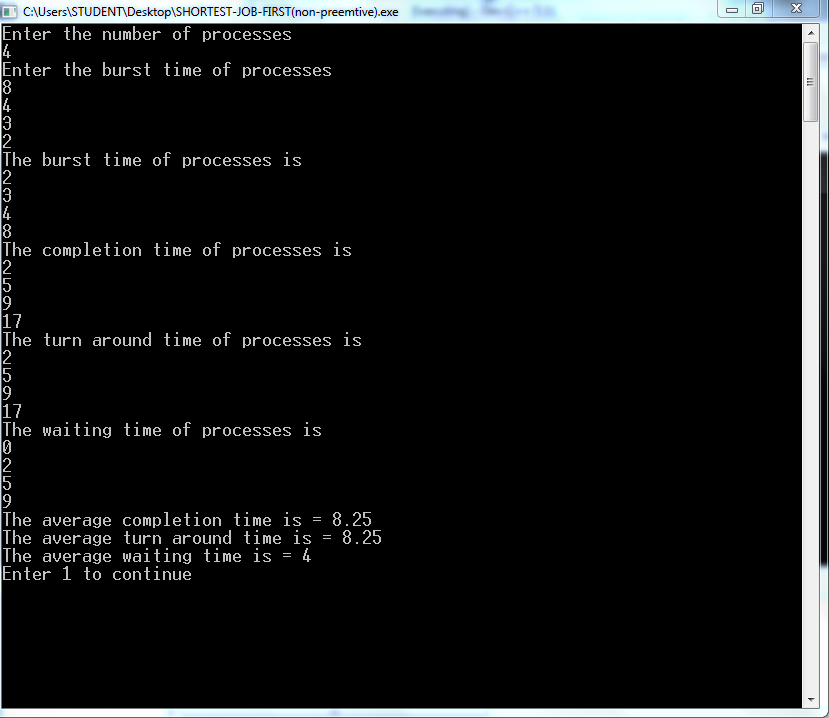 C:\Users\STUDENT\Desktop\SHORTEST-JOB-FIRST(non-preemtive).exe
Enter the number of processes
4
Enter the burst time of processes
8
4
3
2
The burst time of processes is
2
3
4
8
The completion time of processes is
2
5
9
17
The turn around time of processes is
2
5
9
17
The waiting time of processes is
0
2
5
9
The average completion time is = 8.25
The average turn around time is = 8.25
The average waiting time is = 4
Enter 1 to continue